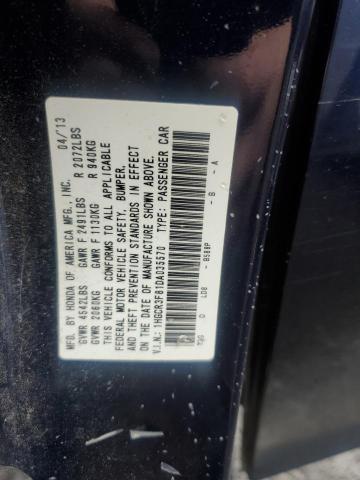 MFD. BY HONDA OF AMERICA MFG., INC. 04/13
GVWR 4542LBS GAWR F 2491LBS R 2072LBS
GVWR 2060KG GAWR F 1130KG R 940KG
THIS VEHICLE CONFORMS TO ALL APPLICABLE
FEDERAL MOTOR VEHICLE SAFETY, BUMPER,
AND THEFT PREVENTION STANDARDS IN EFFECT
ON THE DATE OF MANUFACTURE SHOWN ABOVE.
V.I.N.: 1HGCR3F81DA035570 TYPE: PASSENGER CAR
LD8 - B588P - B - A